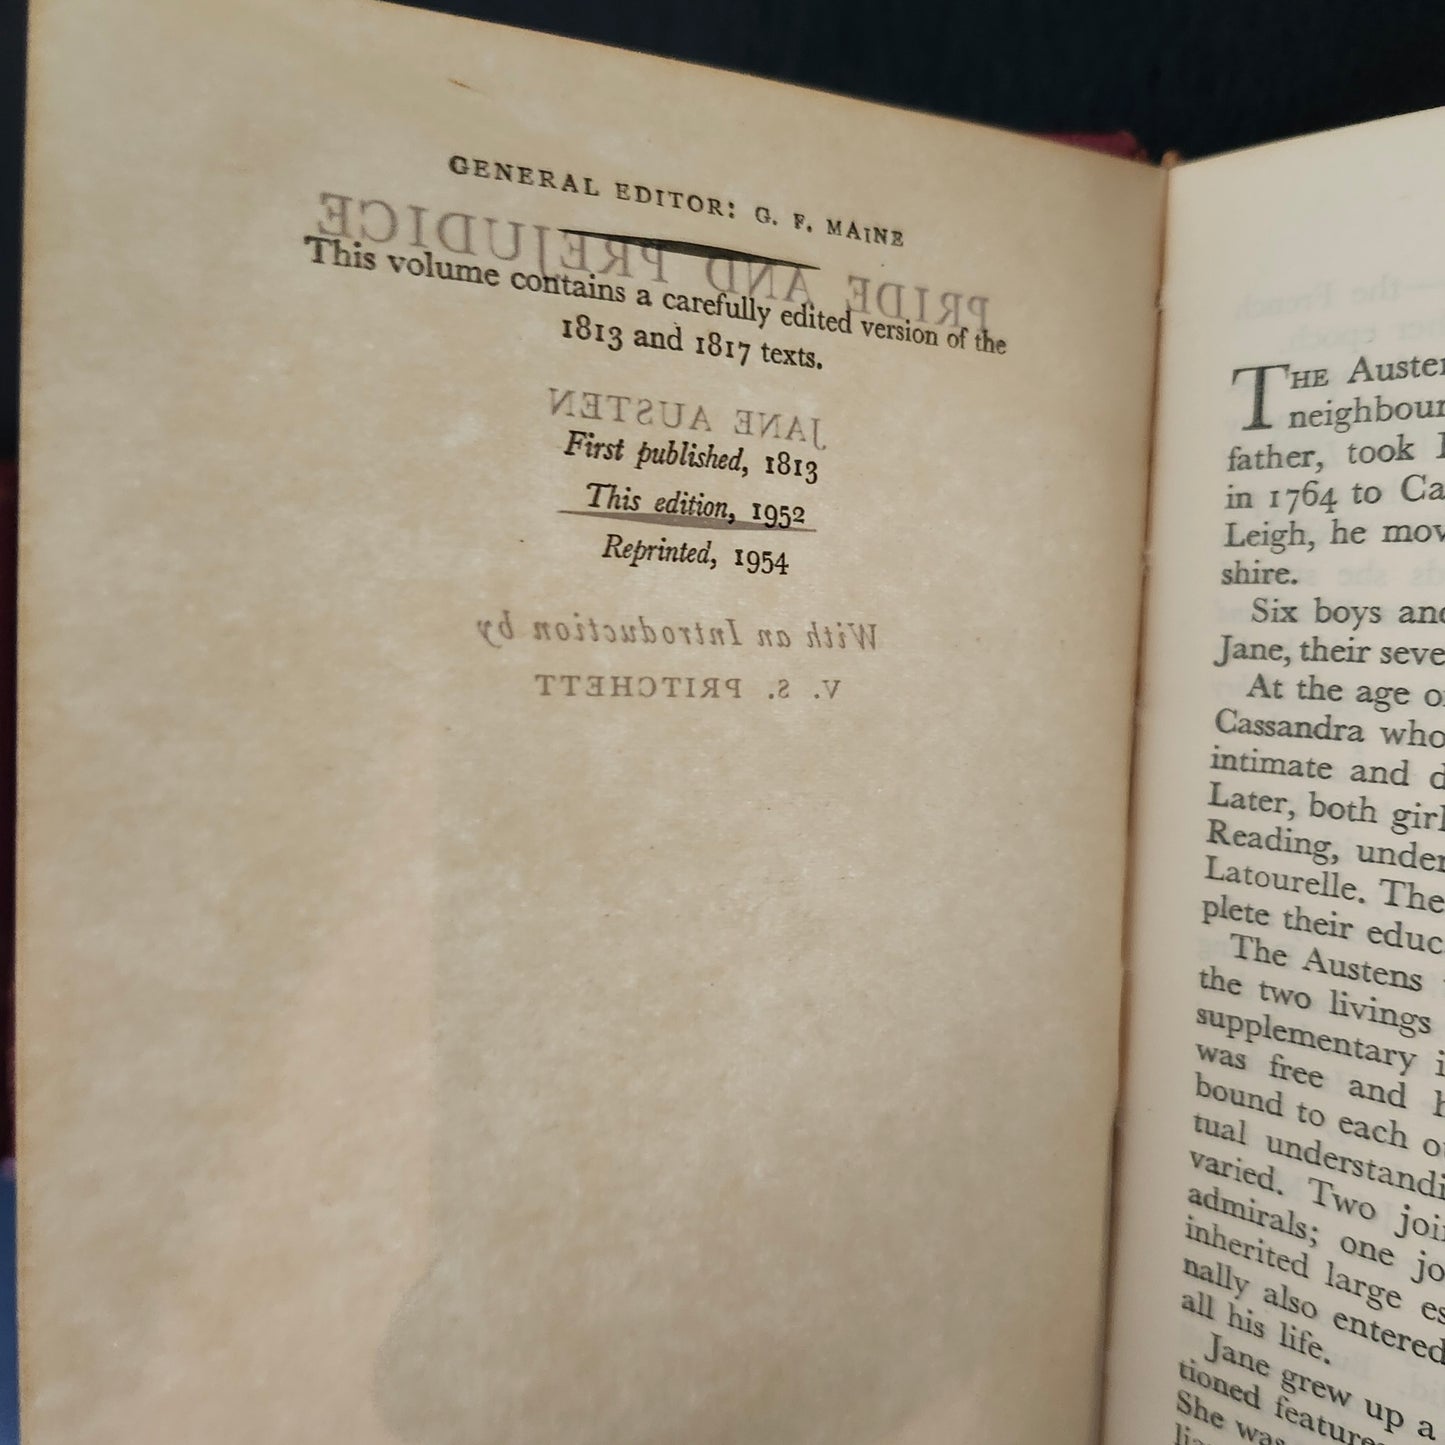 GENERAL EDITOR: G. F. MAINE
This volume contains a carefully edited version of the
1813 and 1817 texts.
First published, 1813
This edition, 1952
Reprinted, 1954
PRIDE AND PREJUDICE
JANE AUSTEN
With an Introduction by
V. S. PRITCHETT
THE Austen
neighbour
father, took
in 1764 to Ca
Leigh, he mov
shire.
Six boys and
Jane, their seve
At the age o
Cassandra who
intimate and d
Later, both girl
Reading, under
Latourelle. The
plete their educ
The Austens
the two livings
supplementary i
was free and h
bound to each o
tual understandi
varied. Two joi
admirals; one jo
inherited large es
nally also entered
all his life.
Jane grew up a
tioned feature
She was